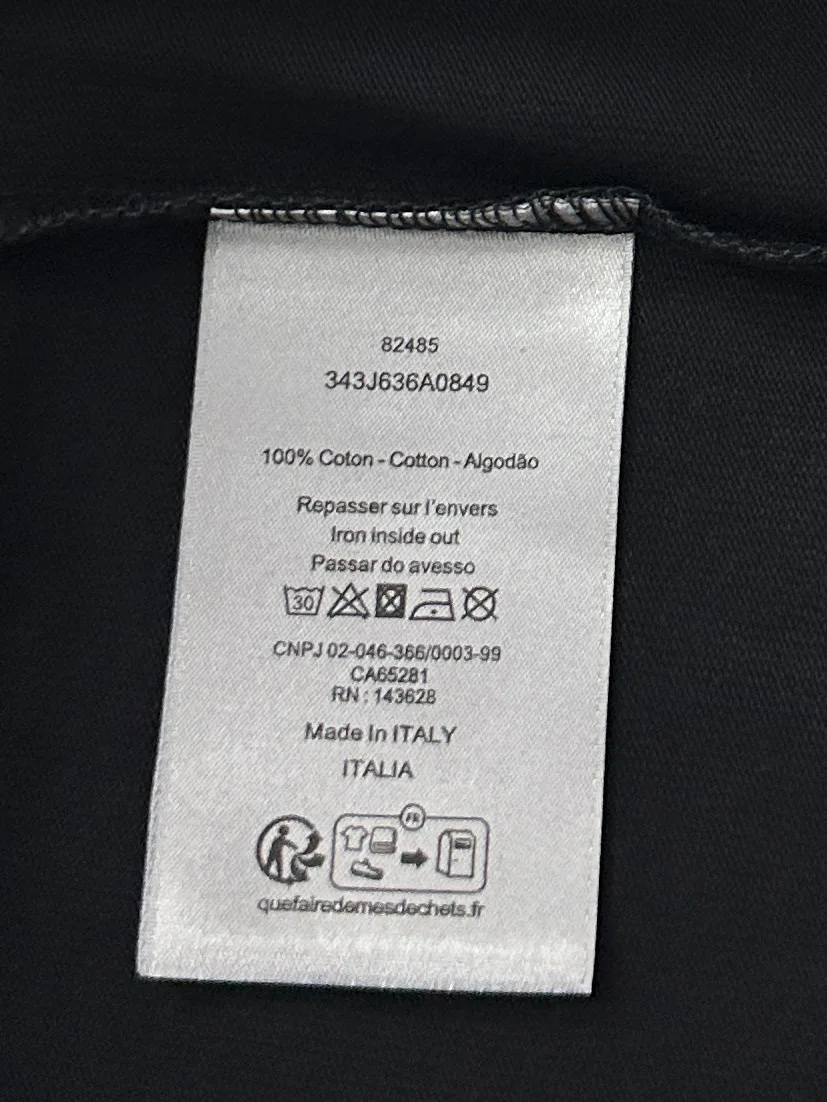 82485
343J636A0849
100% Coton - Cotton - Algodão
Repasser sur l'envers
Iron inside out
Passar do avesso
30
CNPJ 02-046-366/0003-99
CA65281
RN : 143628
Made In ITALY
ITALIA
FR
quefairedemesdechets.fr